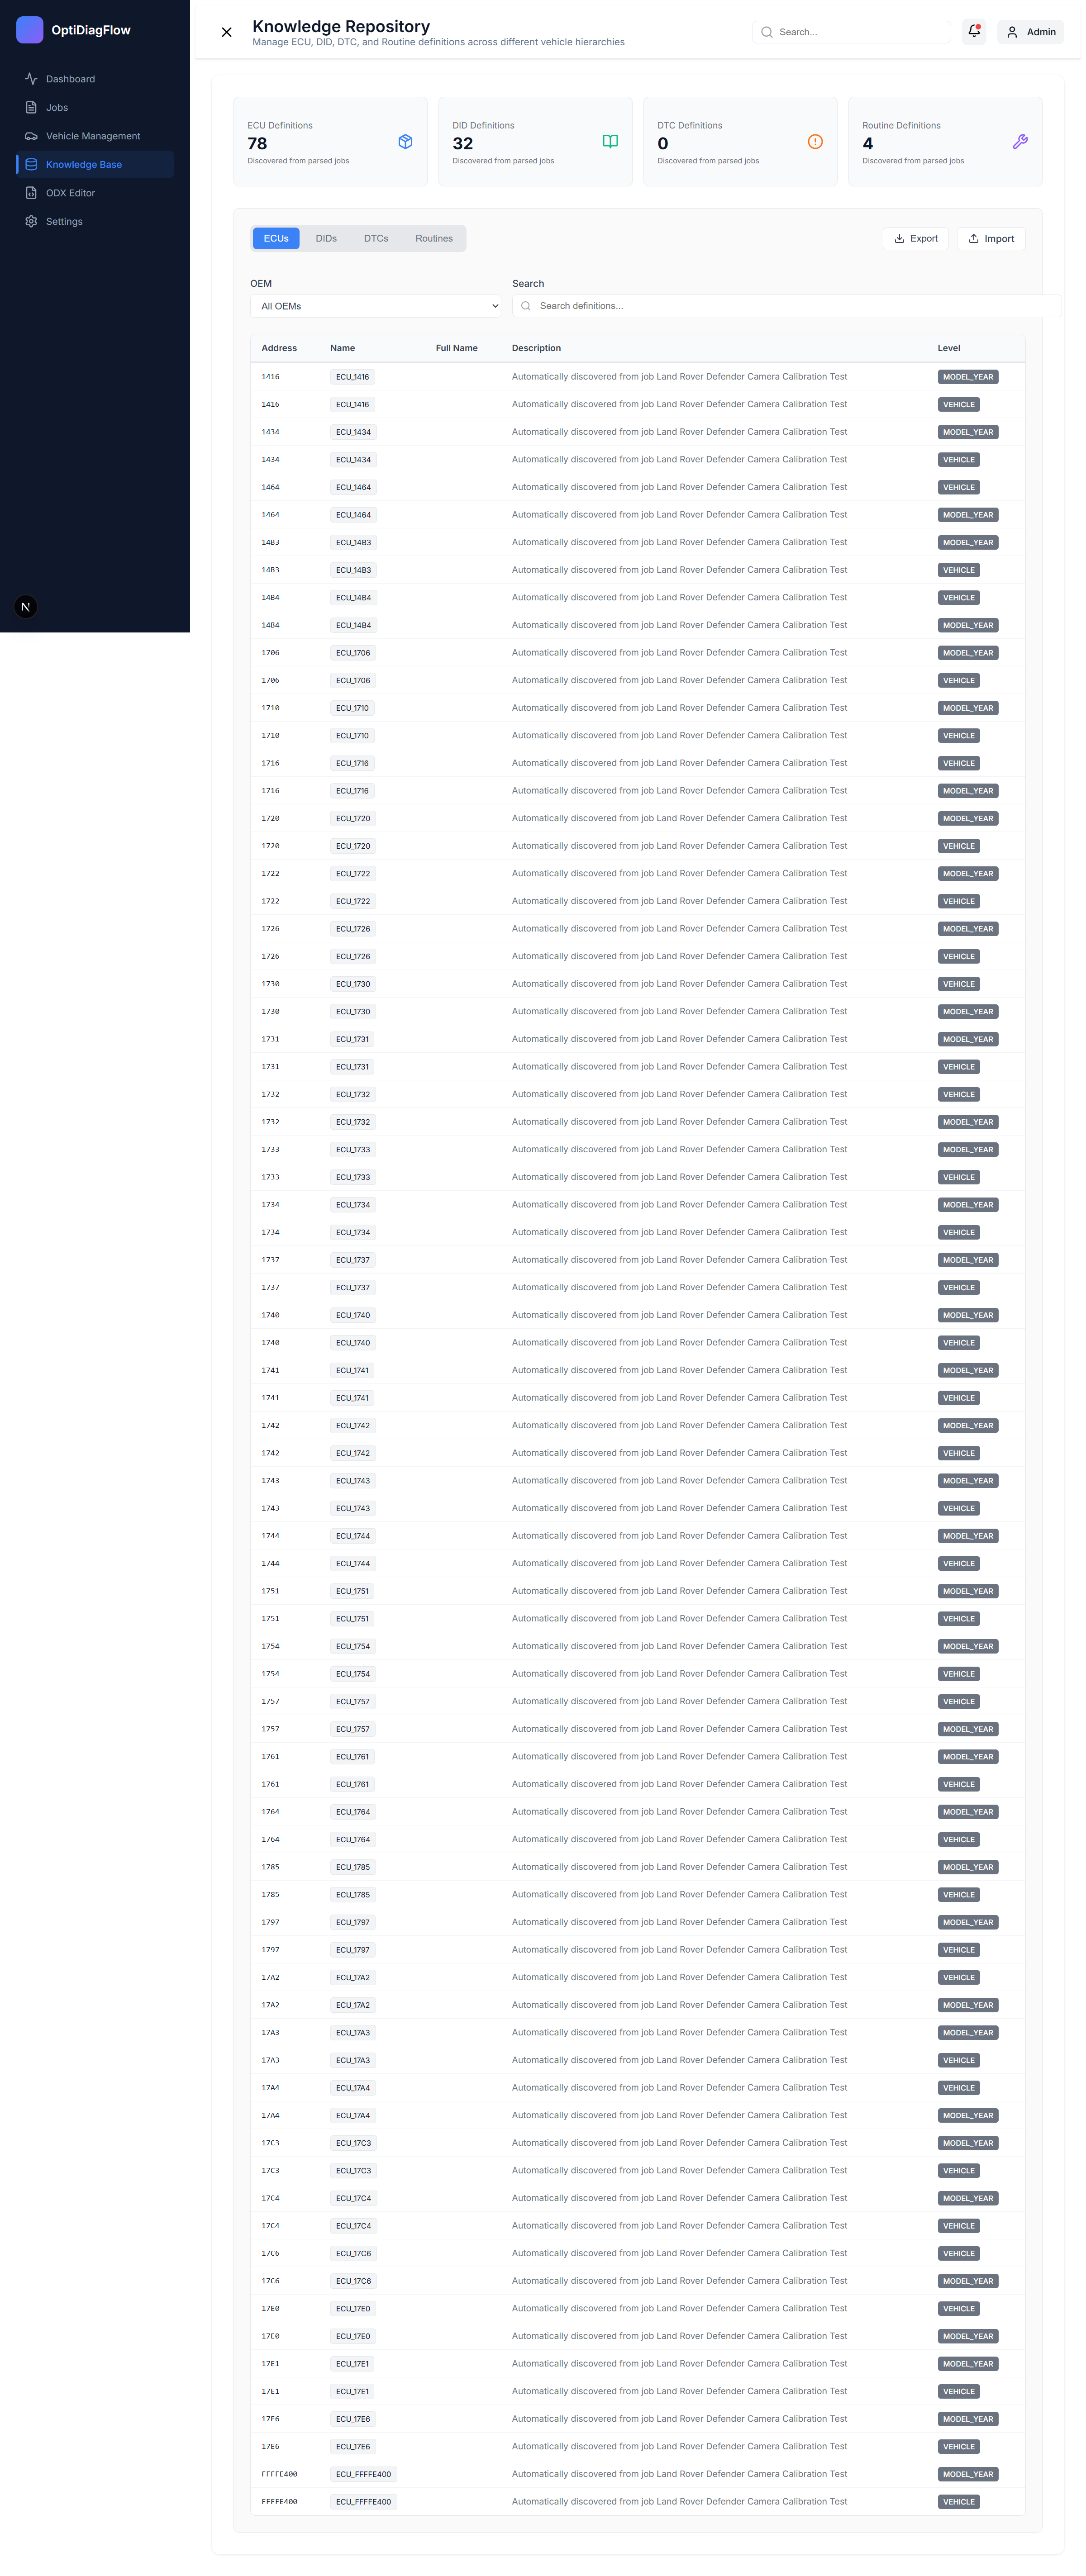 OptiDiagFlow
Dashboard
Jobs
Vehicle Management
Knowledge Base
ODX Editor
Settings
N
Knowledge Repository
Manage ECU, DID, DTC, and Routine definitions across different vehicle hierarchies
Search...
Admin
ECU Definitions
78
Discovered from parsed jobs
DID Definitions
32
Discovered from parsed jobs
DTC Definitions
0
Discovered from parsed jobs
Routine Definitions
4
Discovered from parsed jobs
ECUs DIDs DTCs Routines
Export
Import
OEM
All OEMs
Search
Search definitions...
Address Name Full Name Description Level
1416 ECU_1416 Automatically discovered from job Land Rover Defender Camera Calibration Test MODEL_YEAR
1416 ECU_1416 Automatically discovered from job Land Rover Defender Camera Calibration Test VEHICLE
1434 ECU_1434 Automatically discovered from job Land Rover Defender Camera Calibration Test MODEL_YEAR
1434 ECU_1434 Automatically discovered from job Land Rover Defender Camera Calibration Test VEHICLE
1464 ECU_1464 Automatically discovered from job Land Rover Defender Camera Calibration Test VEHICLE
1464 ECU_1464 Automatically discovered from job Land Rover Defender Camera Calibration Test MODEL_YEAR
14B3 ECU_14B3 Automatically discovered from job Land Rover Defender Camera Calibration Test MODEL_YEAR
14B3 ECU_14B3 Automatically discovered from job Land Rover Defender Camera Calibration Test VEHICLE
14B4 ECU_14B4 Automatically discovered from job Land Rover Defender Camera Calibration Test VEHICLE
14B4 ECU_14B4 Automatically discovered from job Land Rover Defender Camera Calibration Test MODEL_YEAR
1706 ECU_1706 Automatically discovered from job Land Rover Defender Camera Calibration Test MODEL_YEAR
1706 ECU_1706 Automatically discovered from job Land Rover Defender Camera Calibration Test VEHICLE
1710 ECU_1710 Automatically discovered from job Land Rover Defender Camera Calibration Test MODEL_YEAR
1710 ECU_1710 Automatically discovered from job Land Rover Defender Camera Calibration Test VEHICLE
1716 ECU_1716 Automatically discovered from job Land Rover Defender Camera Calibration Test VEHICLE
1716 ECU_1716 Automatically discovered from job Land Rover Defender Camera Calibration Test MODEL_YEAR
1720 ECU_1720 Automatically discovered from job Land Rover Defender Camera Calibration Test MODEL_YEAR
1720 ECU_1720 Automatically discovered from job Land Rover Defender Camera Calibration Test VEHICLE
1722 ECU_1722 Automatically discovered from job Land Rover Defender Camera Calibration Test MODEL_YEAR
1722 ECU_1722 Automatically discovered from job Land Rover Defender Camera Calibration Test VEHICLE
1726 ECU_1726 Automatically discovered from job Land Rover Defender Camera Calibration Test MODEL_YEAR
1726 ECU_1726 Automatically discovered from job Land Rover Defender Camera Calibration Test VEHICLE
1730 ECU_1730 Automatically discovered from job Land Rover Defender Camera Calibration Test VEHICLE
1730 ECU_1730 Automatically discovered from job Land Rover Defender Camera Calibration Test MODEL_YEAR
1731 ECU_1731 Automatically discovered from job Land Rover Defender Camera Calibration Test MODEL_YEAR
1731 ECU_1731 Automatically discovered from job Land Rover Defender Camera Calibration Test VEHICLE
1732 ECU_1732 Automatically discovered from job Land Rover Defender Camera Calibration Test VEHICLE
1732 ECU_1732 Automatically discovered from job Land Rover Defender Camera Calibration Test MODEL_YEAR
1733 ECU_1733 Automatically discovered from job Land Rover Defender Camera Calibration Test MODEL_YEAR
1733 ECU_1733 Automatically discovered from job Land Rover Defender Camera Calibration Test VEHICLE
1734 ECU_1734 Automatically discovered from job Land Rover Defender Camera Calibration Test MODEL_YEAR
1734 ECU_1734 Automatically discovered from job Land Rover Defender Camera Calibration Test VEHICLE
1737 ECU_1737 Automatically discovered from job Land Rover Defender Camera Calibration Test MODEL_YEAR
1737 ECU_1737 Automatically discovered from job Land Rover Defender Camera Calibration Test VEHICLE
1740 ECU_1740 Automatically discovered from job Land Rover Defender Camera Calibration Test MODEL_YEAR
1740 ECU_1740 Automatically discovered from job Land Rover Defender Camera Calibration Test VEHICLE
1741 ECU_1741 Automatically discovered from job Land Rover Defender Camera Calibration Test MODEL_YEAR
1741 ECU_1741 Automatically discovered from job Land Rover Defender Camera Calibration Test VEHICLE
1742 ECU_1742 Automatically discovered from job Land Rover Defender Camera Calibration Test MODEL_YEAR
1742 ECU_1742 Automatically discovered from job Land Rover Defender Camera Calibration Test VEHICLE
1743 ECU_1743 Automatically discovered from job Land Rover Defender Camera Calibration Test MODEL_YEAR
1743 ECU_1743 Automatically discovered from job Land Rover Defender Camera Calibration Test VEHICLE
1744 ECU_1744 Automatically discovered from job Land Rover Defender Camera Calibration Test MODEL_YEAR
1744 ECU_1744 Automatically discovered from job Land Rover Defender Camera Calibration Test VEHICLE
1751 ECU_1751 Automatically discovered from job Land Rover Defender Camera Calibration Test MODEL_YEAR
1751 ECU_1751 Automatically discovered from job Land Rover Defender Camera Calibration Test VEHICLE
1754 ECU_1754 Automatically discovered from job Land Rover Defender Camera Calibration Test MODEL_YEAR
1754 ECU_1754 Automatically discovered from job Land Rover Defender Camera Calibration Test VEHICLE
1757 ECU_1757 Automatically discovered from job Land Rover Defender Camera Calibration Test VEHICLE
1757 ECU_1757 Automatically discovered from job Land Rover Defender Camera Calibration Test MODEL_YEAR
1761 ECU_1761 Automatically discovered from job Land Rover Defender Camera Calibration Test MODEL_YEAR
1761 ECU_1761 Automatically discovered from job Land Rover Defender Camera Calibration Test VEHICLE
1764 ECU_1764 Automatically discovered from job Land Rover Defender Camera Calibration Test MODEL_YEAR
1764 ECU_1764 Automatically discovered from job Land Rover Defender Camera Calibration Test VEHICLE
1785 ECU_1785 Automatically discovered from job Land Rover Defender Camera Calibration Test MODEL_YEAR
1785 ECU_1785 Automatically discovered from job Land Rover Defender Camera Calibration Test VEHICLE
1797 ECU_1797 Automatically discovered from job Land Rover Defender Camera Calibration Test MODEL_YEAR
1797 ECU_1797 Automatically discovered from job Land Rover Defender Camera Calibration Test VEHICLE
17A2 ECU_17A2 Automatically discovered from job Land Rover Defender Camera Calibration Test VEHICLE
17A2 ECU_17A2 Automatically discovered from job Land Rover Defender Camera Calibration Test MODEL_YEAR
17A3 ECU_17A3 Automatically discovered from job Land Rover Defender Camera Calibration Test MODEL_YEAR
17A3 ECU_17A3 Automatically discovered from job Land Rover Defender Camera Calibration Test VEHICLE
17A4 ECU_17A4 Automatically discovered from job Land Rover Defender Camera Calibration Test VEHICLE
17A4 ECU_17A4 Automatically discovered from job Land Rover Defender Camera Calibration Test MODEL_YEAR
17C3 ECU_17C3 Automatically discovered from job Land Rover Defender Camera Calibration Test MODEL_YEAR
17C3 ECU_17C3 Automatically discovered from job Land Rover Defender Camera Calibration Test VEHICLE
17C4 ECU_17C4 Automatically discovered from job Land Rover Defender Camera Calibration Test MODEL_YEAR
17C4 ECU_17C4 Automatically discovered from job Land Rover Defender Camera Calibration Test VEHICLE
17C6 ECU_17C6 Automatically discovered from job Land Rover Defender Camera Calibration Test VEHICLE
17C6 ECU_17C6 Automatically discovered from job Land Rover Defender Camera Calibration Test MODEL_YEAR
17E0 ECU_17E0 Automatically discovered from job Land Rover Defender Camera Calibration Test VEHICLE
17E0 ECU_17E0 Automatically discovered from job Land Rover Defender Camera Calibration Test MODEL_YEAR
17E1 ECU_17E1 Automatically discovered from job Land Rover Defender Camera Calibration Test MODEL_YEAR
17E1 ECU_17E1 Automatically discovered from job Land Rover Defender Camera Calibration Test VEHICLE
17E6 ECU_17E6 Automatically discovered from job Land Rover Defender Camera Calibration Test MODEL_YEAR
17E6 ECU_17E6 Automatically discovered from job Land Rover Defender Camera Calibration Test VEHICLE
FFFFE400 ECU_FFFFE400 Automatically discovered from job Land Rover Defender Camera Calibration Test MODEL_YEAR
FFFFE400 ECU_FFFFE400 Automatically discovered from job Land Rover Defender Camera Calibration Test VEHICLE